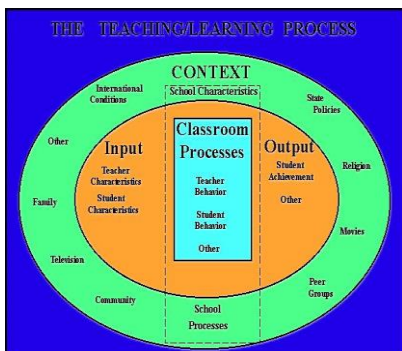 THE TEACHING/LEARNING PROCESS
CONTEXT
International
Conditions
School Characteristics
State
Policies
Other
Religion
Family
Movies
Television
Peer
Groups
Community
School
Processes
Input
Teacher
Characteristics
Student
Characteristics
Classroom
Processes
Teacher
Behavior
Student
Behavior
Other
Output
Student
Achievement
Other